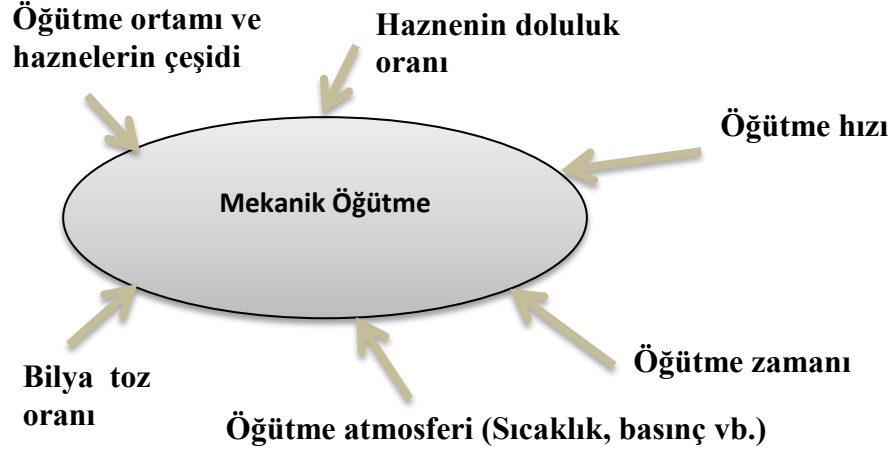 Öğütme ortamı ve
haznelerin çeşidi
Haznenin doluluk
oranı
Öğütme hızı
Mekanik Öğütme
Öğütme zamanı
Bilya toz
oranı
Öğütme atmosferi (Sıcaklık, basınç vb.)